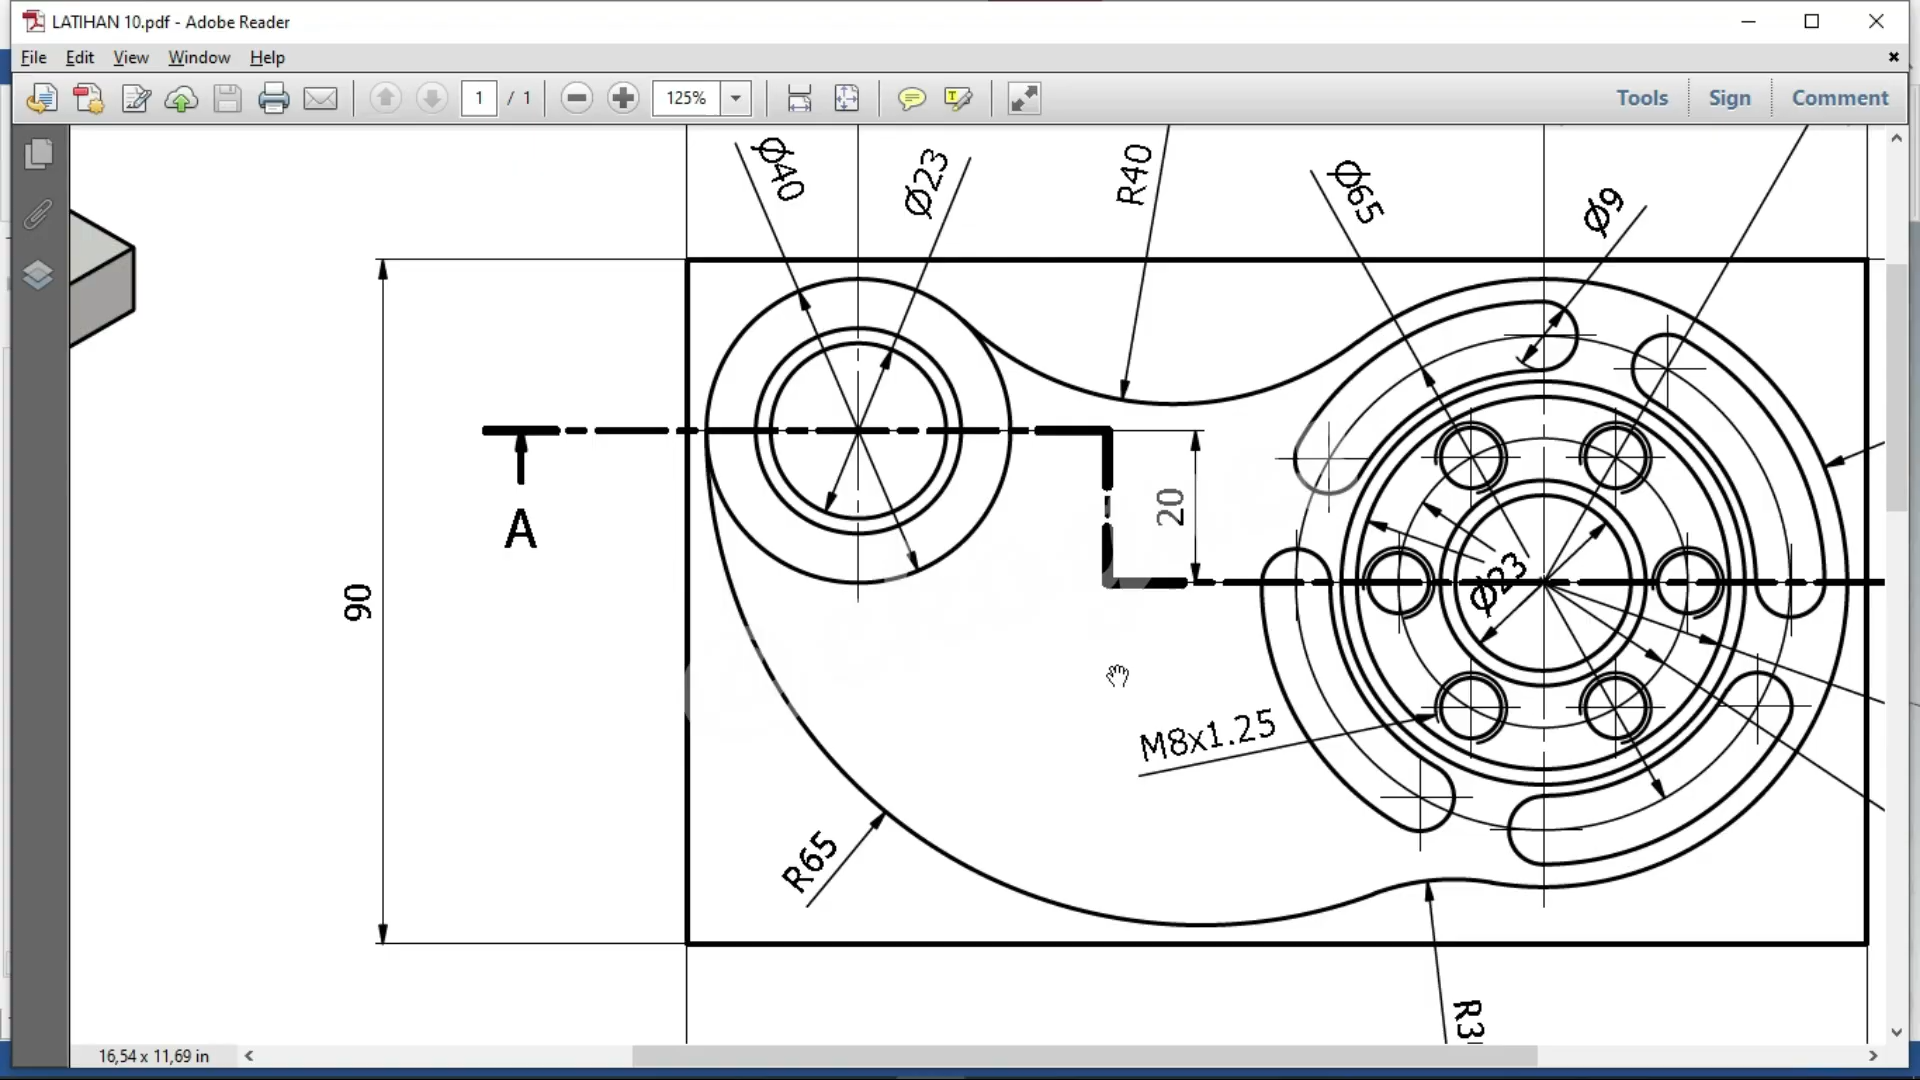 LATIHAN 10.pdf - Adobe Reader
File Edit View Window Help
1 / 1
125%
Tools Sign Comment
Ø40
Ø23
R40
Ø65
Ø9
A
20
90
Ø23
M8x1.25
R65
16,54 x 11,69 in